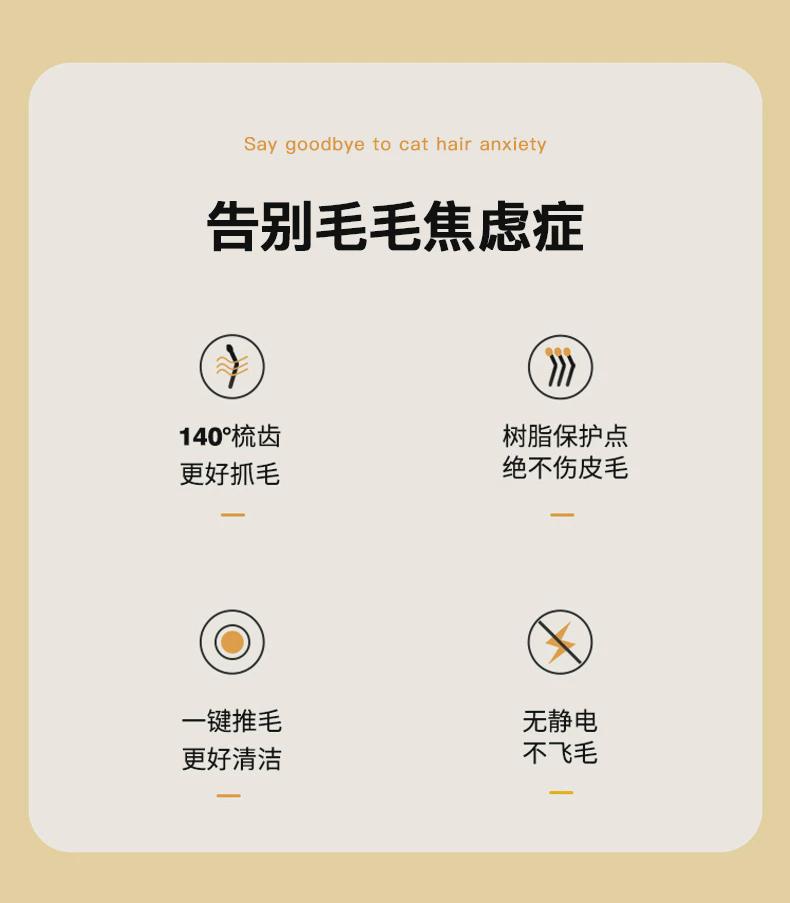 Say goodbye to cat hair anxiety
告别毛毛焦虑症
140°梳齿
更好抓毛
树脂保护点
绝不伤皮毛
一键推毛
更好清洁
无静电
不飞毛